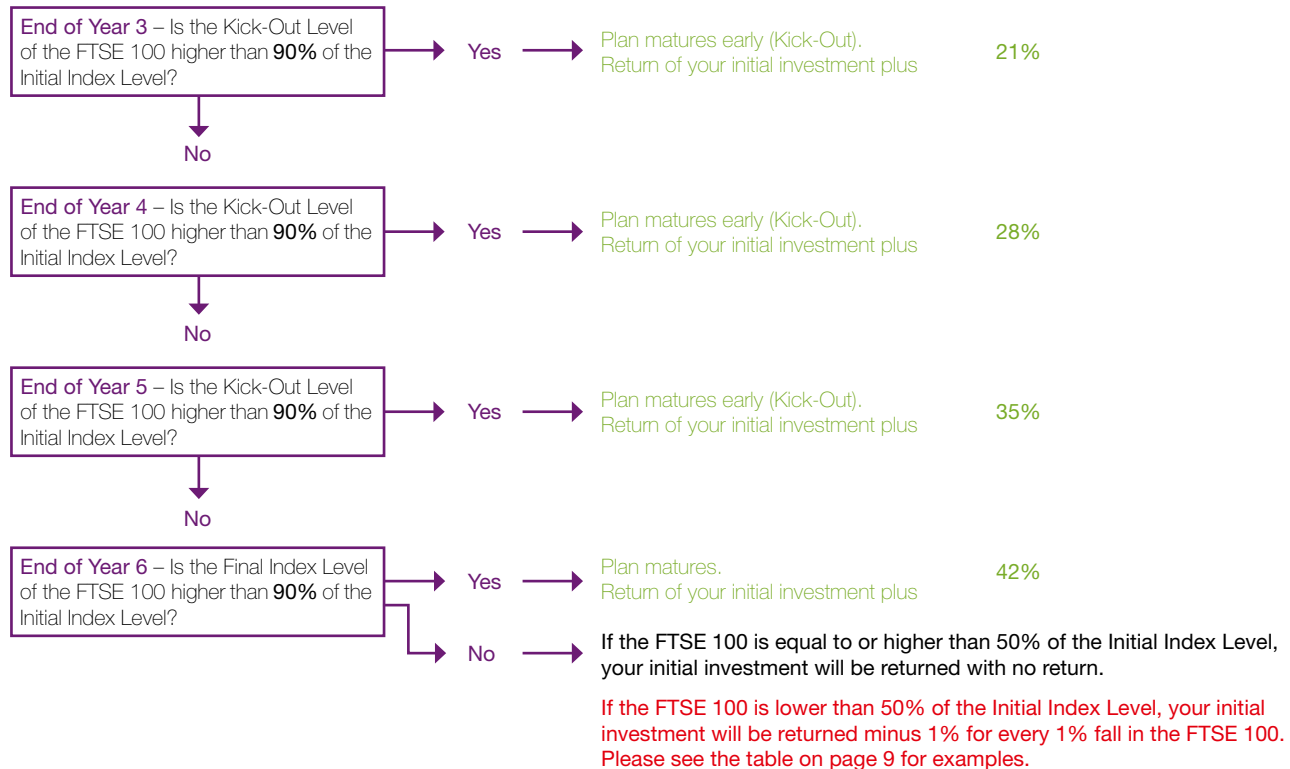 End of Year 3 – Is the Kick-Out Level
of the FTSE 100 higher than 90% of the
Initial Index Level?
Yes
Plan matures early (Kick-Out).
Return of your initial investment plus
21%
No
End of Year 4 – Is the Kick-Out Level
of the FTSE 100 higher than 90% of the
Initial Index Level?
Yes
Plan matures early (Kick-Out).
Return of your initial investment plus
28%
No
End of Year 5 – Is the Kick-Out Level
of the FTSE 100 higher than 90% of the
Initial Index Level?
Yes
Plan matures early (Kick-Out).
Return of your initial investment plus
35%
No
End of Year 6 – Is the Final Index Level
of the FTSE 100 higher than 90% of the
Initial Index Level?
Yes
Plan matures.
Return of your initial investment plus
42%
No
If the FTSE 100 is equal to or higher than 50% of the Initial Index Level,
your initial investment will be returned with no return.
If the FTSE 100 is lower than 50% of the Initial Index Level, your initial
investment will be returned minus 1% for every 1% fall in the FTSE 100.
Please see the table on page 9 for examples.